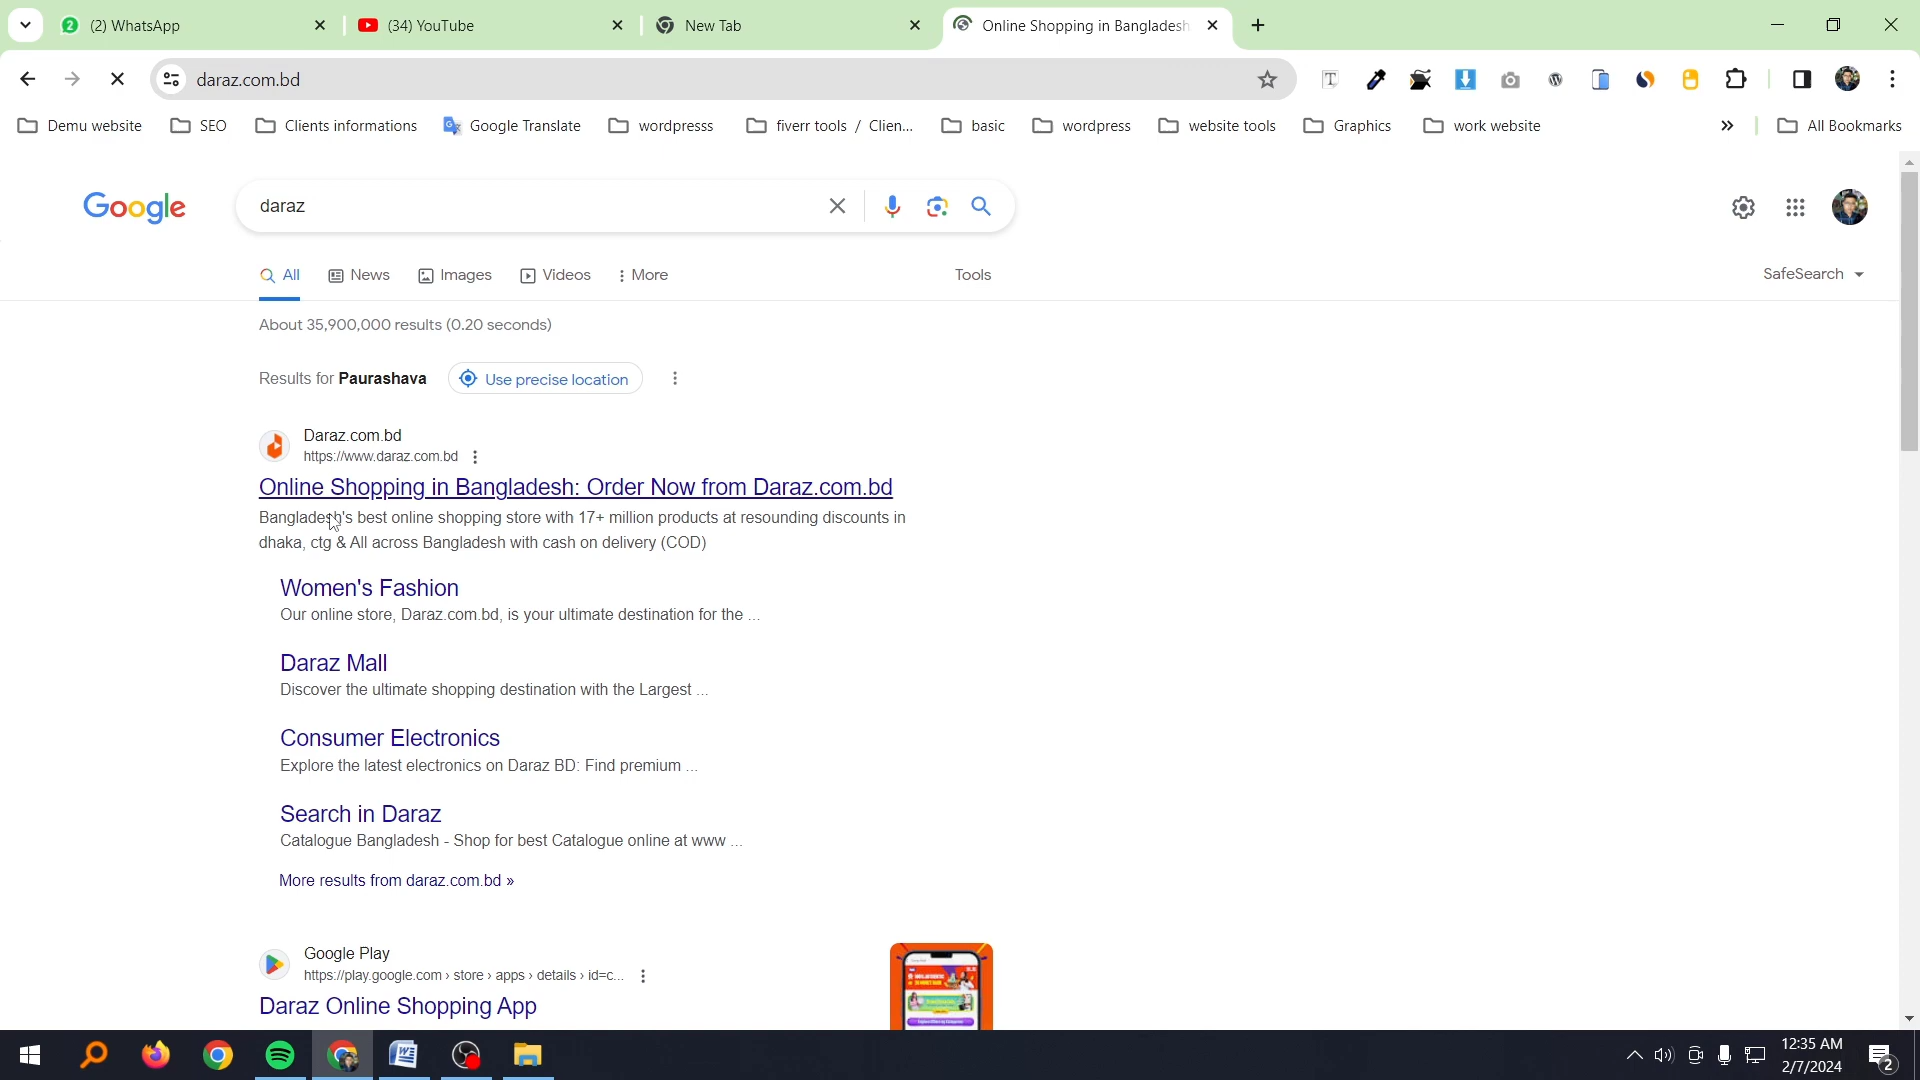 (2) WhatsApp
(34) YouTube
New Tab
Online Shopping in Bangladesh
daraz.com.bd
Demu website
SEO
Clients informations
Google Translate
wordpresss
fiverr tools / Clien...
basic
wordpress
website tools
Graphics
work website
»
All Bookmarks
Google
daraz
All
News
Images
Videos
More
Tools
SafeSearch
About 35,900,000 results (0.20 seconds)
Results for Paurashava
Use precise location
Daraz.com.bd
https://www.daraz.com.bd
Online Shopping in Bangladesh: Order Now from Daraz.com.bd
Bangladesh's best online shopping store with 17+ million products at resounding discounts in
dhaka, ctg & All across Bangladesh with cash on delivery (COD)
Women's Fashion
Our online store, Daraz.com.bd, is your ultimate destination for the ...
Daraz Mall
Discover the ultimate shopping destination with the Largest ...
Consumer Electronics
Explore the latest electronics on Daraz BD: Find premium ...
Search in Daraz
Catalogue Bangladesh - Shop for best Catalogue online at www ...
More results from daraz.com.bd »
Google Play
https://play.google.com › store › apps › details › id=c...
Daraz Online Shopping App
12:35 AM
2/7/2024
2